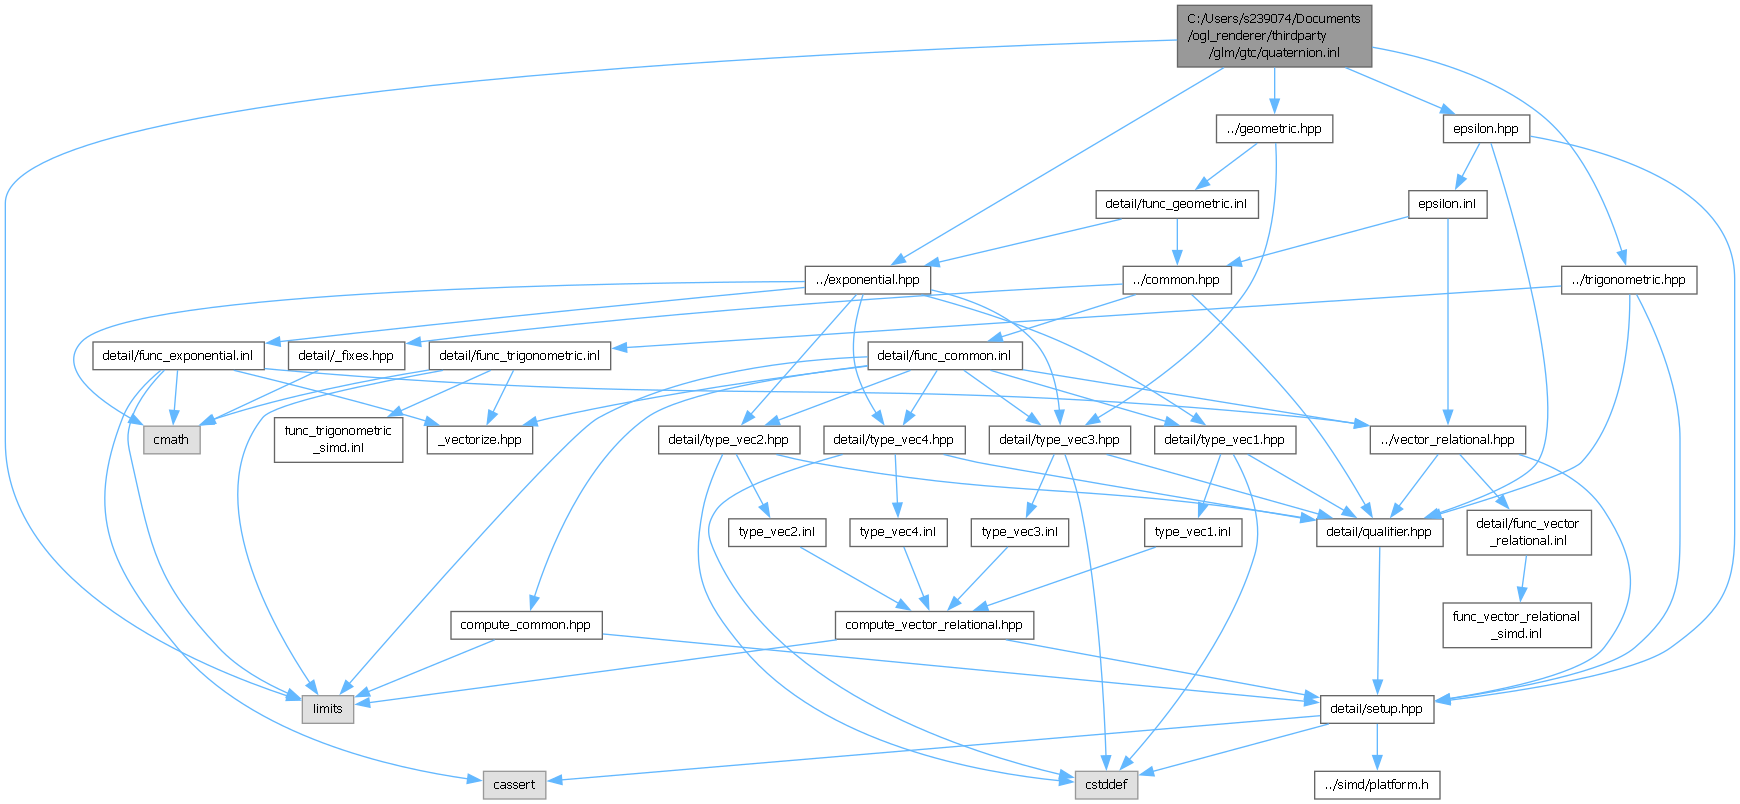 C:/Users/s239074/Documents
/ogl_renderer/thirdparty
/glm/gtc/quaternion.inl
../geometric.hpp
epsilon.hpp
detail/func_geometric.inl
epsilon.inl
../exponential.hpp
../common.hpp
../trigonometric.hpp
detail/func_exponential.inl
detail/_fixes.hpp
detail/func_trigonometric.inl
detail/func_common.inl
cmath
func_trigonometric
_simd.inl
_vectorize.hpp
detail/type_vec2.hpp
detail/type_vec4.hpp
detail/type_vec3.hpp
detail/type_vec1.hpp
../vector_relational.hpp
type_vec2.inl
type_vec4.inl
type_vec3.inl
type_vec1.inl
detail/qualifier.hpp
detail/func_vector
_relational.inl
compute_common.hpp
compute_vector_relational.hpp
func_vector_relational
_simd.inl
limits
detail/setup.hpp
cassert
cstddef
../simd/platform.h